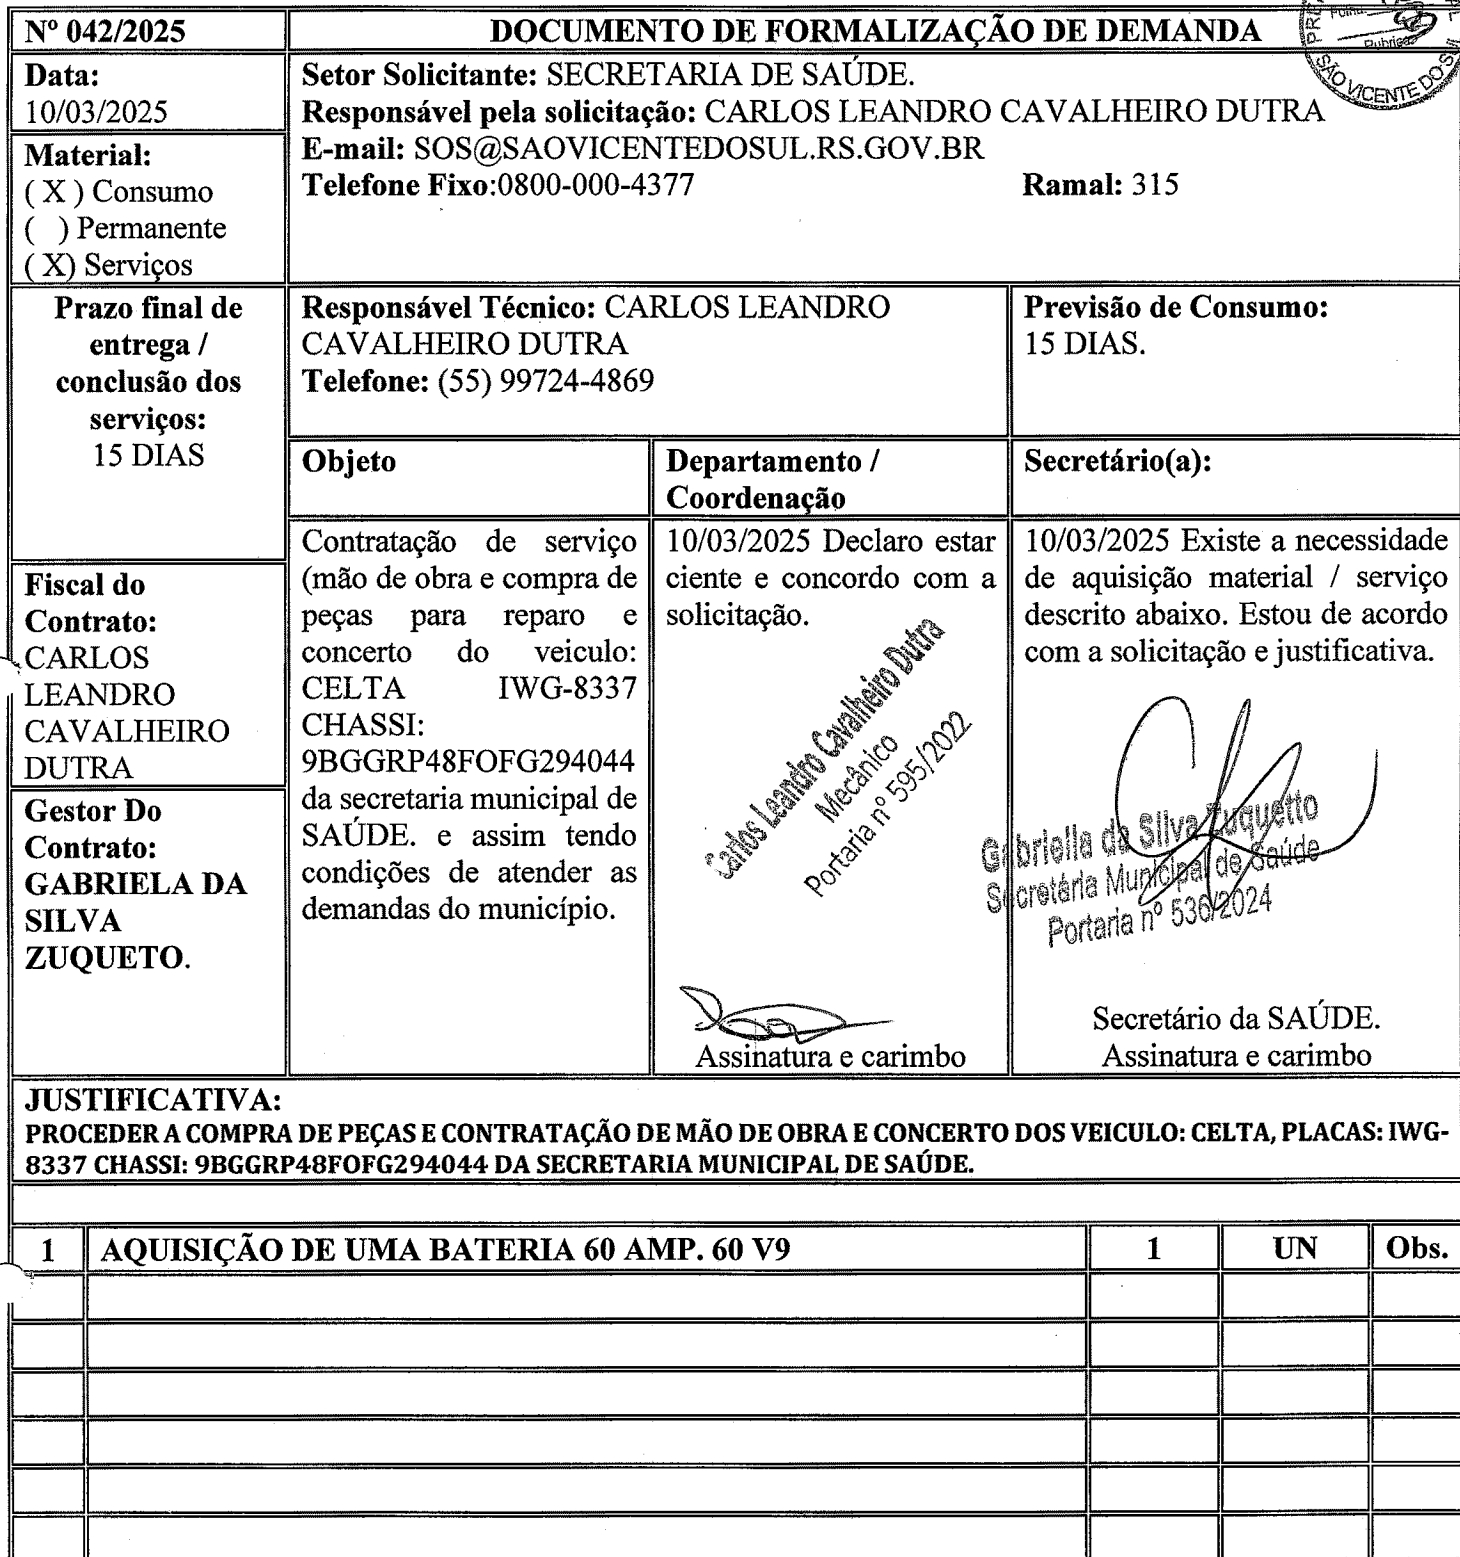 Nº 042/2025
DOCUMENTO DE FORMALIZAÇÃO DE DEMANDA
Data:
10/03/2025
Material:
( X ) Consumo
(   ) Permanente
( X) Serviços
Setor Solicitante: SECRETARIA DE SAÚDE.
Responsável pela solicitação: CARLOS LEANDRO CAVALHEIRO DUTRA
E-mail: SOS@SAOVICENTEDOSUL.RS.GOV.BR
Telefone Fixo:0800-000-4377 Ramal: 315
SÃO VICENTE DO SUL
Prazo final de
entrega /
conclusão dos
serviços:
15 DIAS
Responsável Técnico: CARLOS LEANDRO
CAVALHEIRO DUTRA
Telefone: (55) 99724-4869
Previsão de Consumo:
15 DIAS.
Objeto
Departamento /
Coordenação
Secretário(a):
Fiscal do
Contrato:
CARLOS
LEANDRO
CAVALHEIRO
DUTRA
Gestor Do
Contrato:
GABRIELA DA
SILVA
ZUQUETO.
Contratação de serviço
(mão de obra e compra de
peças para reparo e
concerto do veiculo:
CELTA IWG-8337
CHASSI:
9BGGRP48FOFG294044
da secretaria municipal de
SAÚDE. e assim tendo
condições de atender as
demandas do município.
10/03/2025 Declaro estar
ciente e concordo com a
solicitação.
Carlos Leandro Cavalheiro Dutra
Mecânico
Portaria nº 595/2022
Assinatura e carimbo
10/03/2025 Existe a necessidade
de aquisição material / serviço
descrito abaixo. Estou de acordo
com a solicitação e justificativa.
Gabriella da Silva Zuquetto
Secretária Municipal de Saúde
Portaria nº 536/2024
Secretário da SAÚDE.
Assinatura e carimbo
JUSTIFICATIVA:
PROCEDER A COMPRA DE PEÇAS E CONTRATAÇÃO DE MÃO DE OBRA E CONCERTO DOS VEICULO: CELTA, PLACAS: IWG-
8337 CHASSI: 9BGGRP48FOFG294044 DA SECRETARIA MUNICIPAL DE SAÚDE.
1 AQUISIÇÃO DE UMA BATERIA 60 AMP. 60 V9 1 UN Obs.